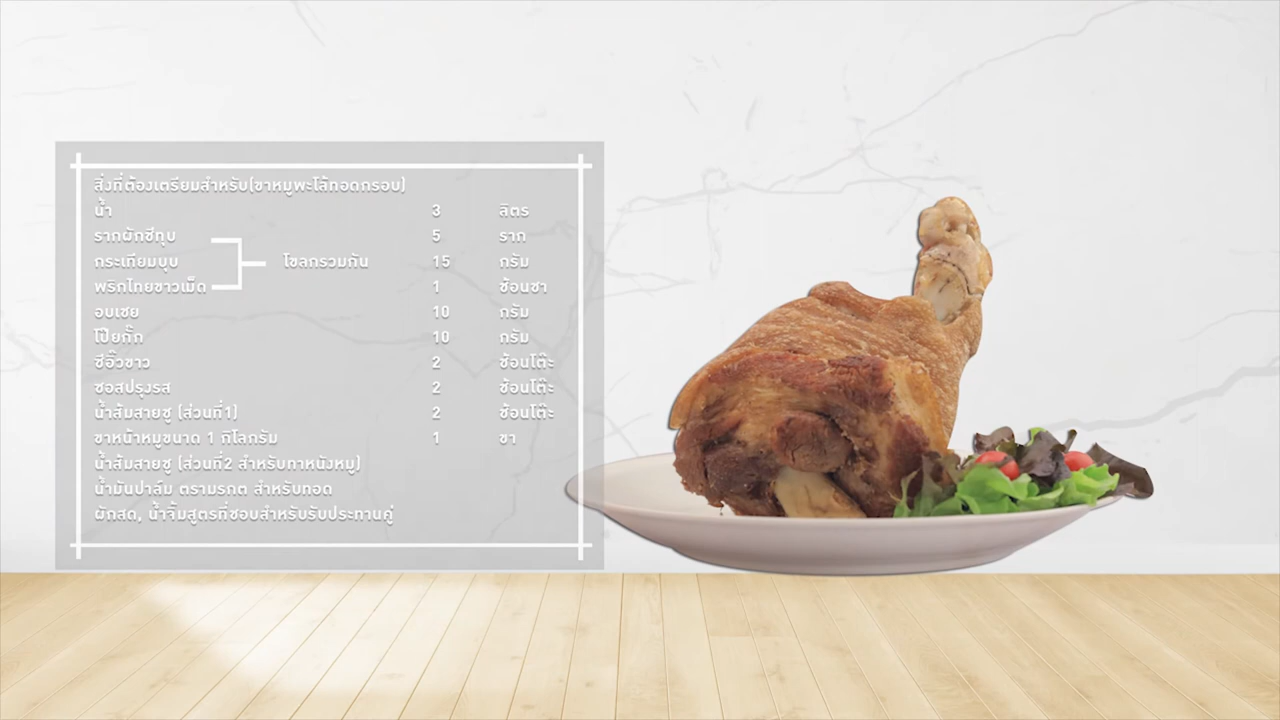 สิ่งที่ต้องเตรียมสำหรับ(ขาหมูพะโล้ทอดกรอบ)
น้ำ 3 ลิตร
รากผักชีทุบ 5 ราก
กระเทียมบุบ โขลกรวมกัน 15 กรัม
พริกไทยขาวเม็ด 1 ช้อนชา
อบเชย 10 กรัม
โป๊ยกั๊ก 10 กรัม
ซีอิ๊วขาว 2 ช้อนโต๊ะ
ซอสปรุงรส 2 ช้อนโต๊ะ
น้ำส้มสายชู (ส่วนที่1) 2 ช้อนโต๊ะ
ขาหน้าหมูขนาด 1 กิโลกรัม 1 ขา
น้ำส้มสายชู (ส่วนที่2 สำหรับทาหนังหมู)
น้ำมันปาล์ม ตรามรกต สำหรับทอด
ผักสด, น้ำจิ้มสูตรที่ชอบสำหรับรับประทานคู่